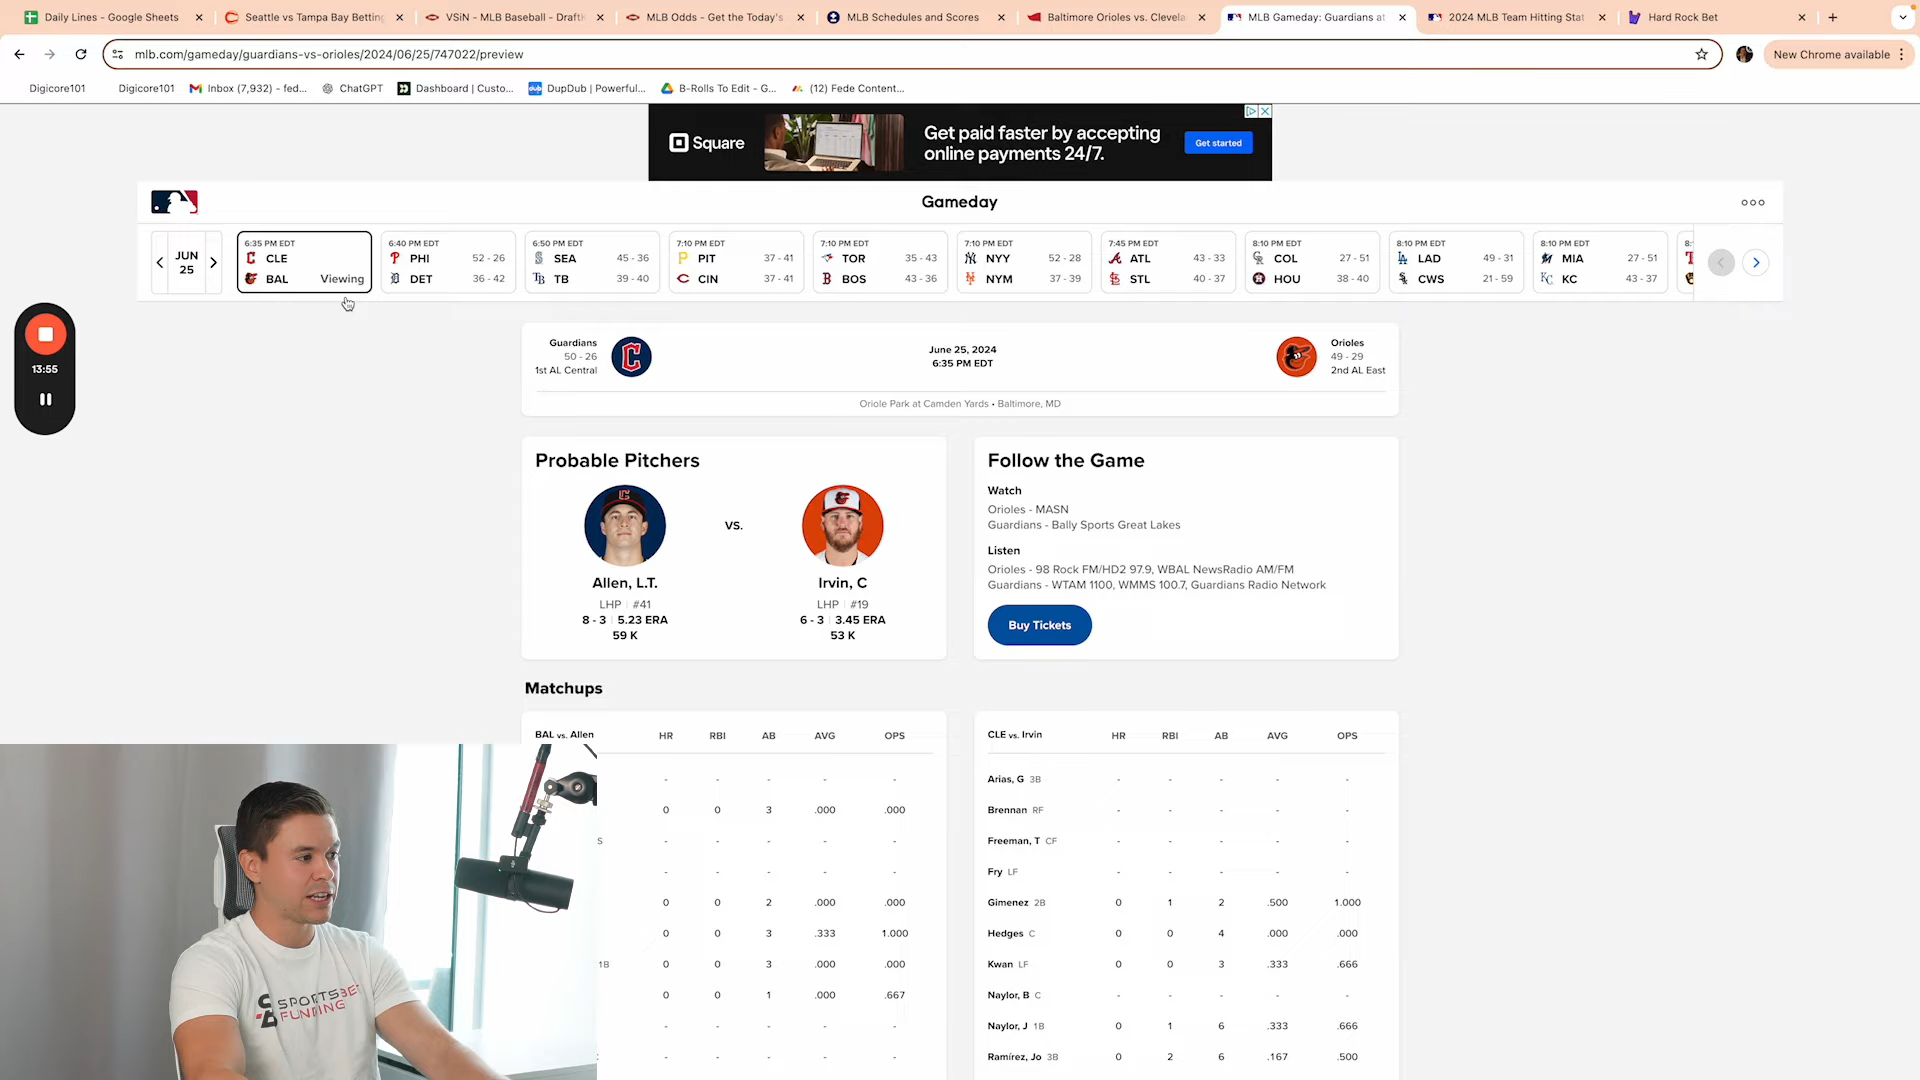 Daily Lines - Google Sheets
Seattle vs Tampa Bay Betting
VSiN - MLB Baseball - DraftK
MLB Odds - Get the Today's
MLB Schedules and Scores
Baltimore Orioles vs. Clevela
MLB Gameday: Guardians at
2024 MLB Team Hitting Stat
Hard Rock Bet
mlb.com/gameday/guardians-vs-orioles/2024/06/25/747022/preview
New Chrome available
Digicore101
Digicore101
Inbox (7,932) - fed...
ChatGPT
Dashboard | Custo...
DupDub | Powerful...
B-Rolls To Edit - G...
(12) Fede Content...
Square
Get paid faster by accepting
online payments 24/7.
Get started
Gameday
JUN
25
6:35 PM EDT
CLE
BAL Viewing
6:40 PM EDT
PHI 52 - 26
DET 36 - 42
6:50 PM EDT
SEA 45 - 36
TB 39 - 40
7:10 PM EDT
PIT 37 - 41
CIN 37 - 41
7:10 PM EDT
TOR 35 - 43
BOS 43 - 36
7:10 PM EDT
NYY 52 - 28
NYM 37 - 39
7:45 PM EDT
ATL 43 - 33
STL 40 - 37
8:10 PM EDT
COL 27 - 51
HOU 38 - 40
8:10 PM EDT
LAD 49 - 31
CWS 21 - 59
8:10 PM EDT
MIA 27 - 51
KC 43 - 37
13:55
Guardians
50 - 26
1st AL Central
June 25, 2024
6:35 PM EDT
Orioles
49 - 29
2nd AL East
Oriole Park at Camden Yards • Baltimore, MD
Probable Pitchers
VS.
Allen, L.T.
LHP | #41
8 - 3 | 5.23 ERA
59 K
Irvin, C
LHP | #19
6 - 3 | 3.45 ERA
53 K
Follow the Game
Watch
Orioles - MASN
Guardians - Bally Sports Great Lakes
Listen
Orioles - 98 Rock FM/HD2 97.9, WBAL NewsRadio AM/FM
Guardians - WTAM 1100, WMMS 100.7, Guardians Radio Network
Buy Tickets
Matchups
BAL vs. Allen HR RBI AB AVG OPS
- - - - -
0 0 3 .000 .000
S - - - - -
- - - - -
0 0 2 .000 .000
0 0 3 .333 1.000
1B 0 0 3 .000 .000
0 0 1 .000 .667
- - - - -
- - - - -
CLE vs. Irvin HR RBI AB AVG OPS
Arias, G 3B - - - - -
Brennan RF - - - - -
Freeman, T CF - - - - -
Fry LF - - - - -
Gimenez 2B 0 1 2 .500 1.000
Hedges C 0 0 4 .000 .000
Kwan LF 0 0 3 .333 .666
Naylor, B C - - - - -
Naylor, J 1B 0 1 6 .333 .666
Ramírez, Jo 3B 0 2 6 .167 .500
SPORTSBET
FUNDING